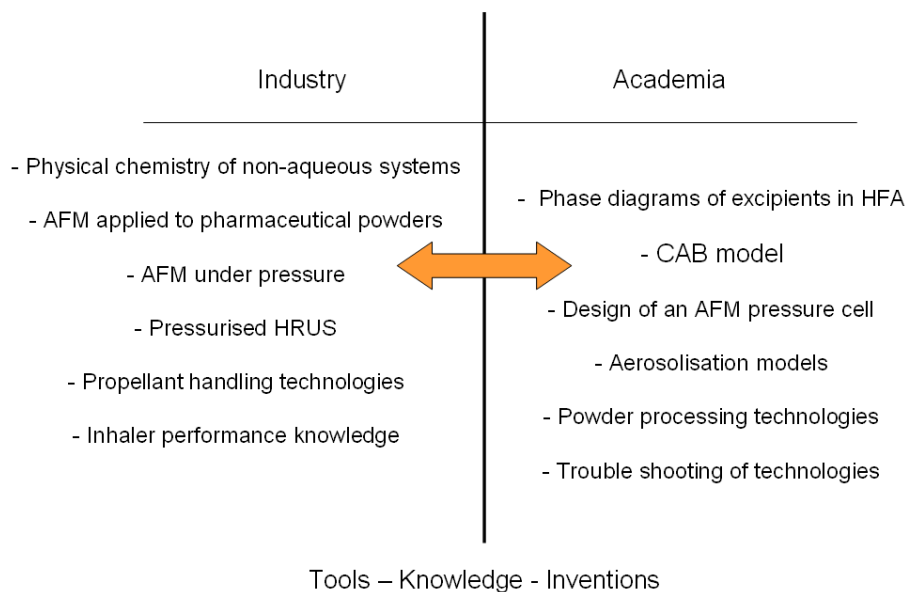 Industry
Academia
- Physical chemistry of non-aqueous systems
- AFM applied to pharmaceutical powders
- AFM under pressure
- Pressurised HRUS
- Propellant handling technologies
- Inhaler performance knowledge
- Phase diagrams of excipients in HFA
- CAB model
- Design of an AFM pressure cell
- Aerosolisation models
- Powder processing technologies
- Trouble shooting of technologies
Tools – Knowledge - Inventions